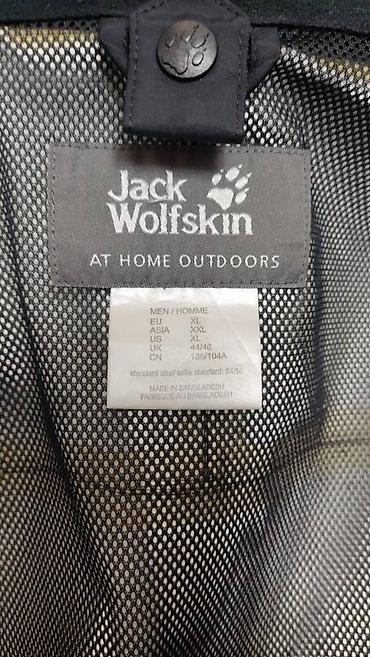 Jack
Wolfskin
AT HOME OUTDOORS
MEN / HOMME
EU XL
ASIA XXL
US XL
UK 44/46
CN 185/104A
standard size/ taille standard: 54/56
MADE IN BANGLADESH
FABRIQUÉ AU BANGLADESH